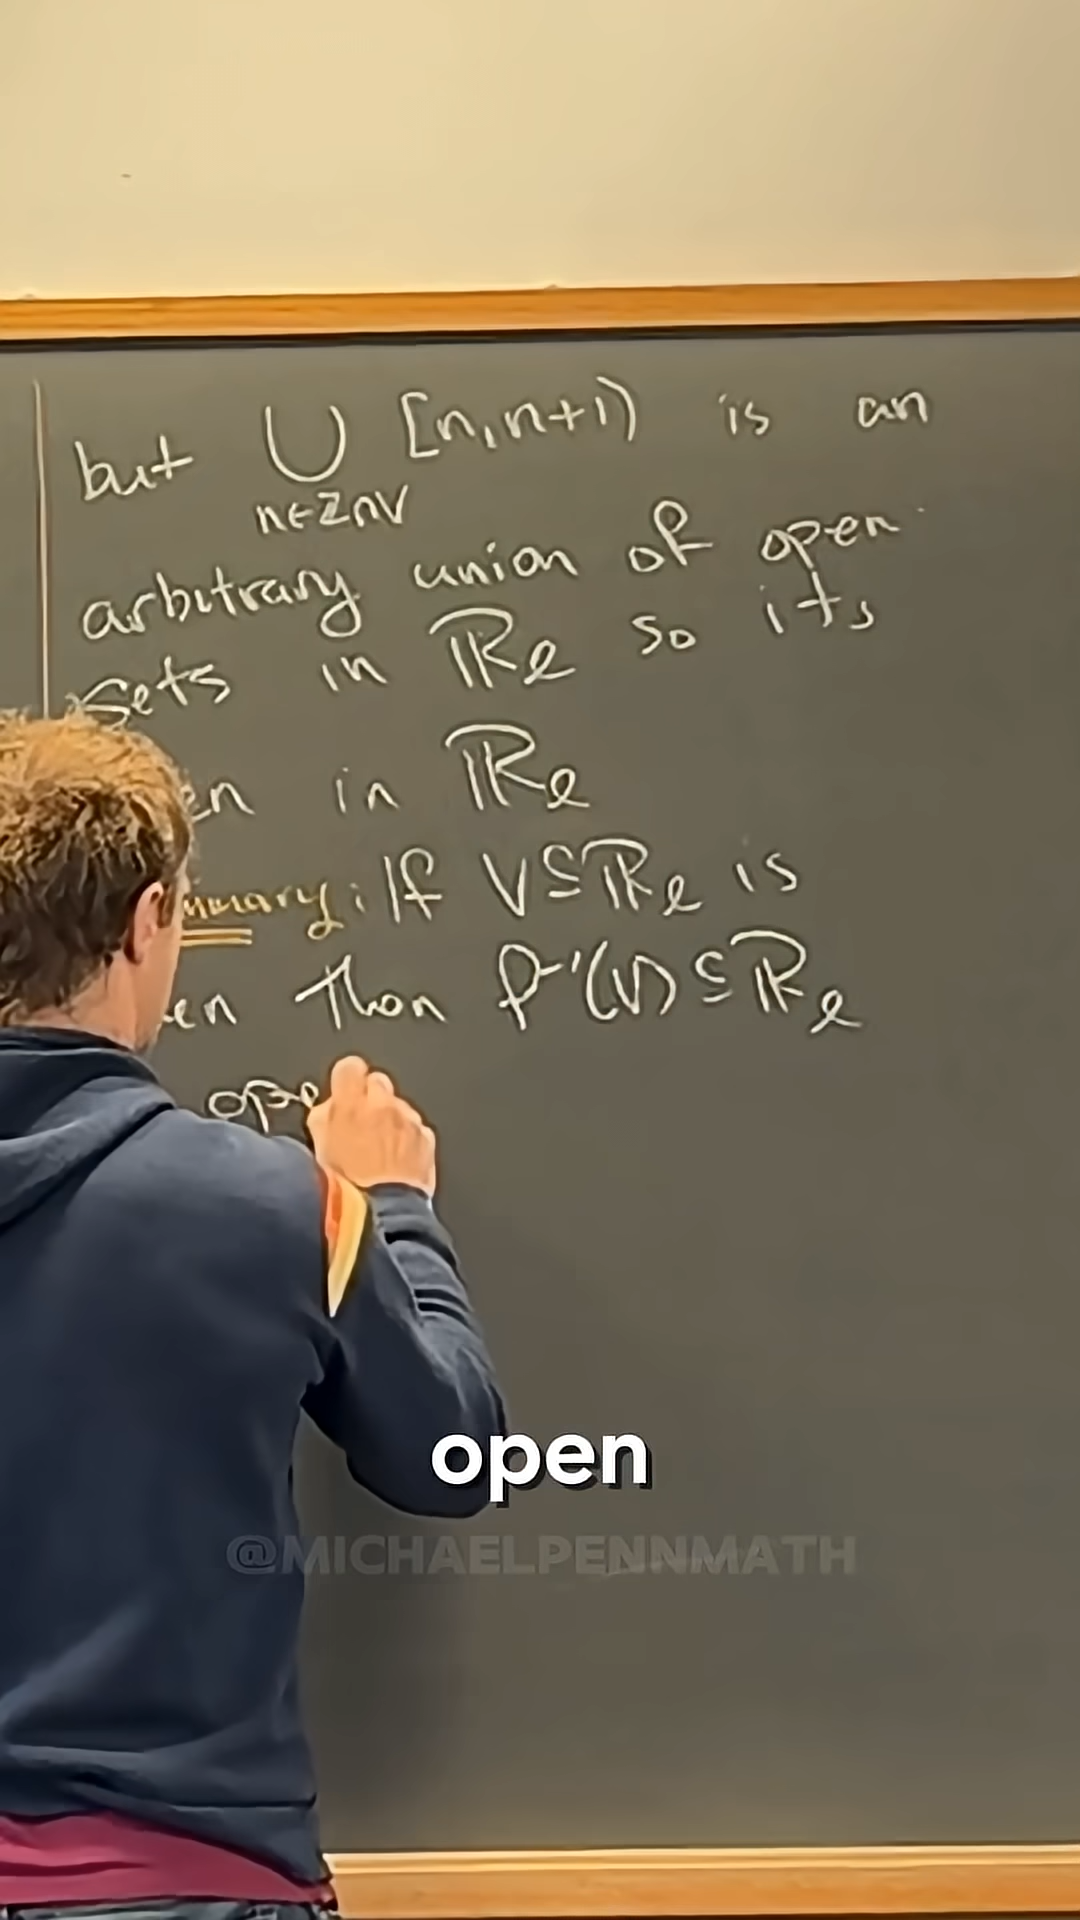 but ⋃ [n,n+1) is an
n∈ℤ∩V
arbitrary union of open
sets in ℝℓ so its
en in ℝℓ
mmary: If V⊆ℝℓ is
en then f⁻¹(V)⊆ℝℓ
ope
open
@MICHAELPENNMATH